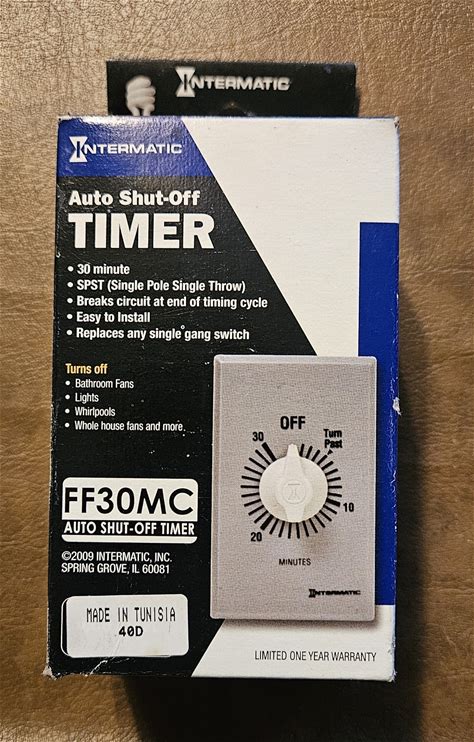 INTERMATIC
INTERMATIC
Auto Shut-Off
TIMER
• 30 minute
• SPST (Single Pole Single Throw)
• Breaks circuit at end of timing cycle
• Easy to Install
• Replaces any single gang switch
Turns off
• Bathroom Fans
• Lights
• Whirlpools
• Whole house fans and more
OFF
30
Turn
Past
10
20
MINUTES
INTERMATIC
FF30MC
AUTO SHUT-OFF TIMER
©2009 INTERMATIC, INC.
SPRING GROVE, IL 60081
MADE IN TUNISIA
40D
LIMITED ONE YEAR WARRANTY